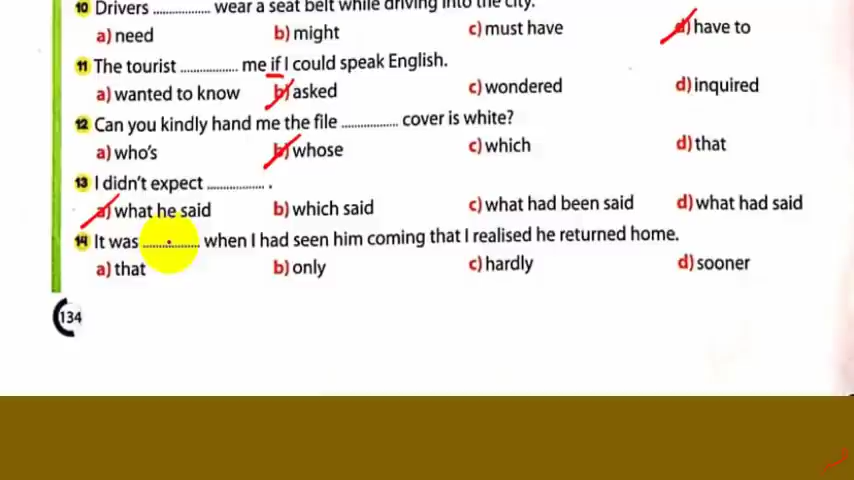 10 Drivers .............. wear a seat belt while driving into the city.
a) need b) might c) must have d) have to
11 The tourist .............. me if I could speak English.
a) wanted to know b) asked c) wondered d) inquired
12 Can you kindly hand me the file .............. cover is white?
a) who's b) whose c) which d) that
13 I didn't expect .............. .
a) what he said b) which said c) what had been said d) what had said
14 It was .............. when I had seen him coming that I realised he returned home.
a) that b) only c) hardly d) sooner
134